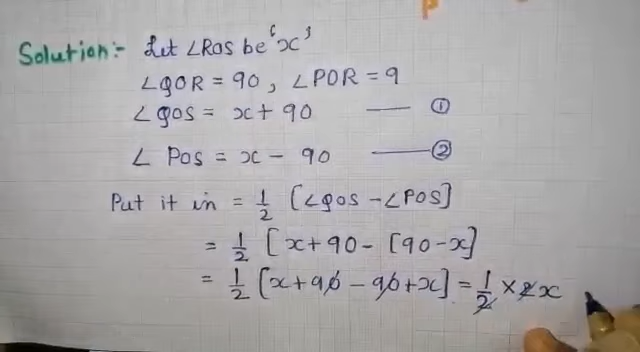 Solution:- Let ∠ROS be 'x'
∠QOR = 90, ∠POR = 9
∠QOS = x + 90 —— ①
∠ POS = x - 90 —— ②
Put it in = 1/2 [∠QOS - ∠POS]
= 1/2 [x + 90 - [90 - x]
= 1/2 [x + 90 - 90 + x] = 1/2 × 2x